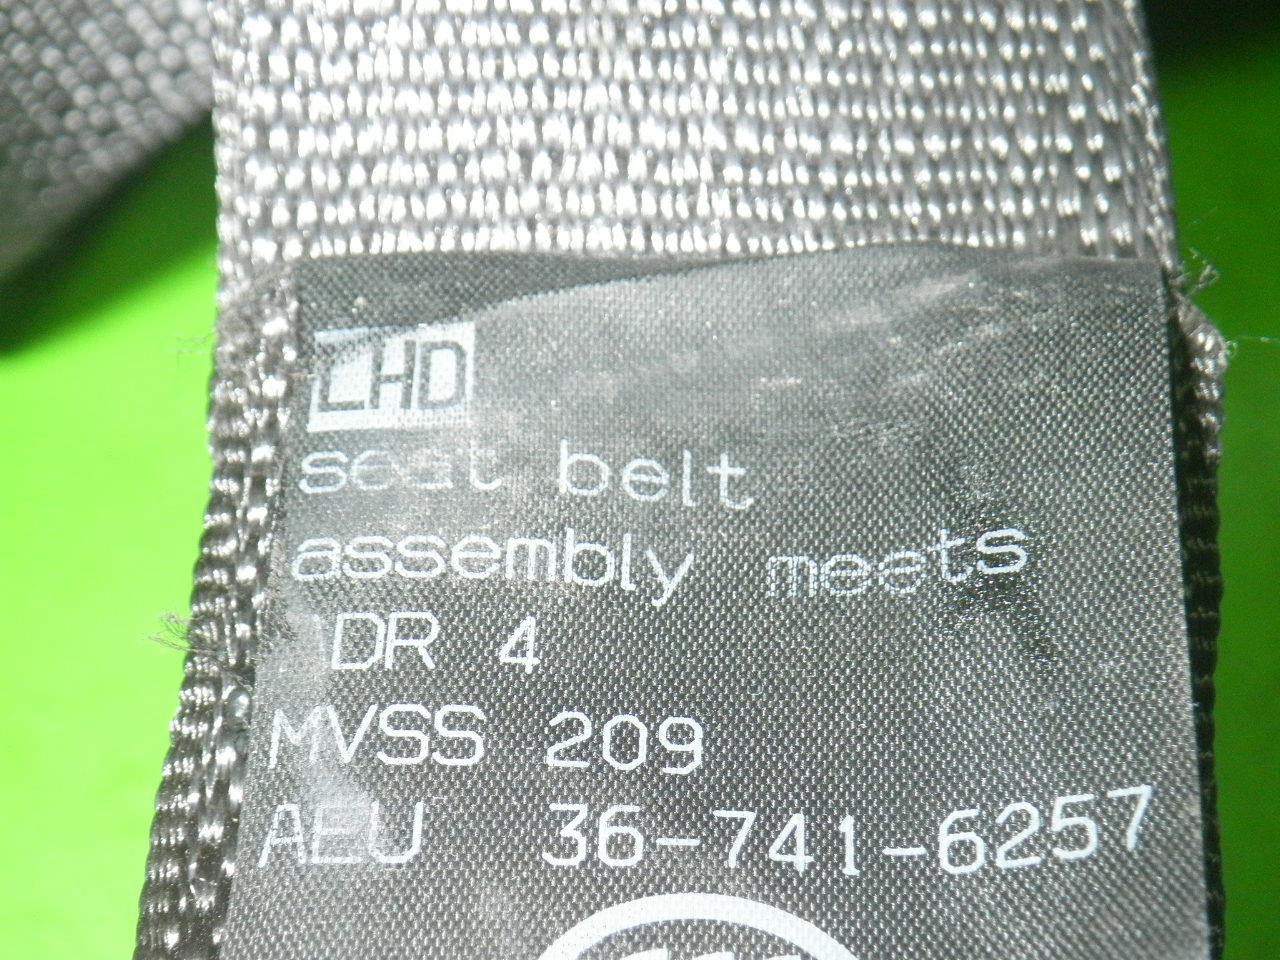 LHD
seat belt
assembly meets
DR 4
MVSS 209
AEU 36-741-6257